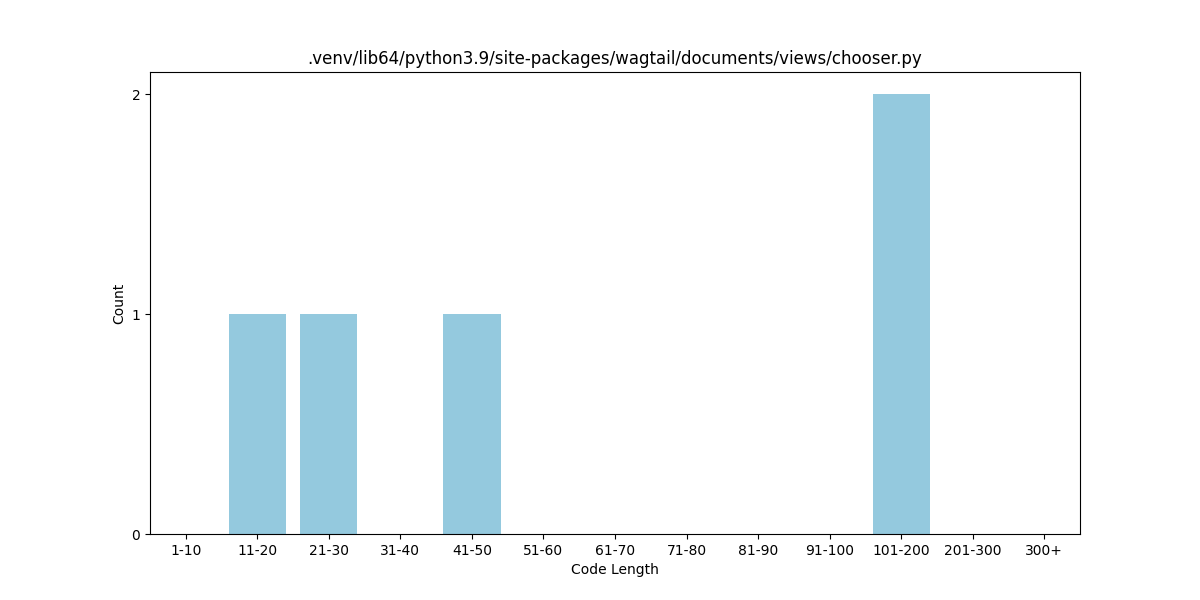 .venv/lib64/python3.9/site-packages/wagtail/documents/views/chooser.py
2
1
0
Count
1-10 11-20 21-30 31-40 41-50 51-60 61-70 71-80 81-90 91-100 101-200 201-300 300+
Code Length